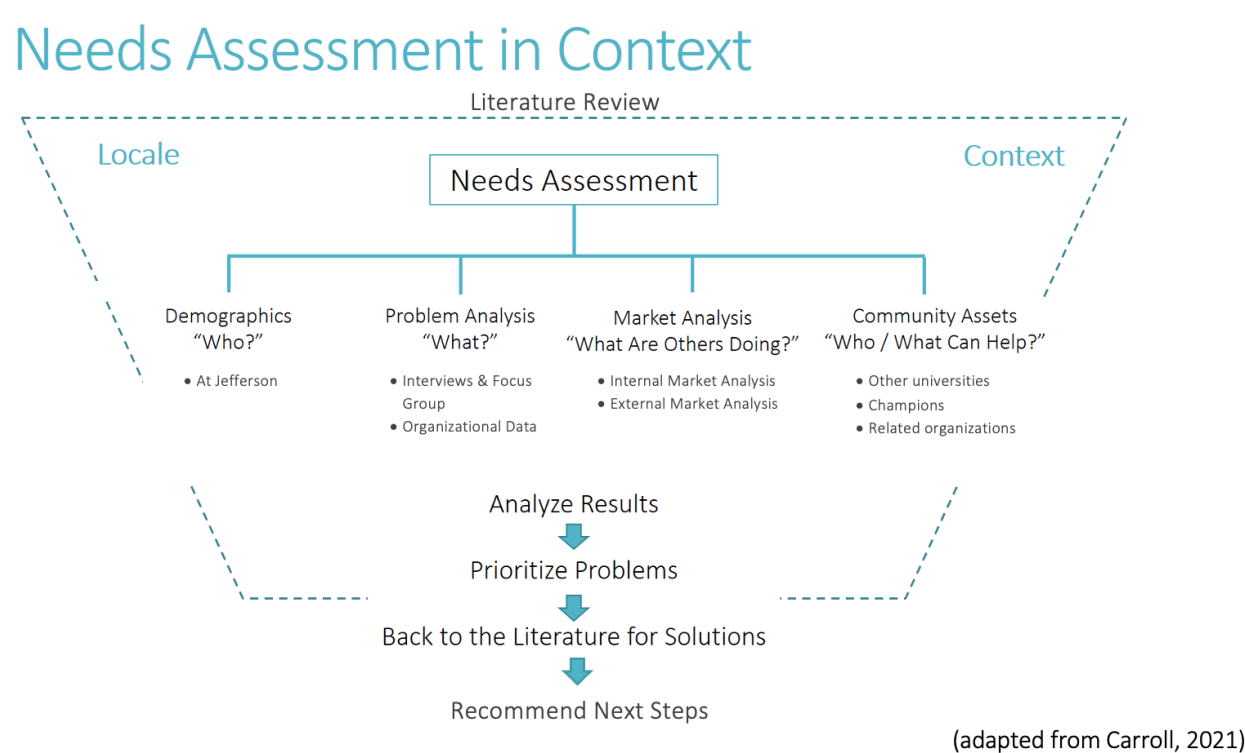 Needs Assessment in Context
Literature Review
Locale
Context
Needs Assessment
Demographics
“Who?”
• At Jefferson
Problem Analysis
“What?”
• Interviews & Focus
Group
• Organizational Data
Market Analysis
“What Are Others Doing?”
• Internal Market Analysis
• External Market Analysis
Community Assets
“Who / What Can Help?”
• Other universities
• Champions
• Related organizations
Analyze Results
Prioritize Problems
Back to the Literature for Solutions
Recommend Next Steps
(adapted from Carroll, 2021)